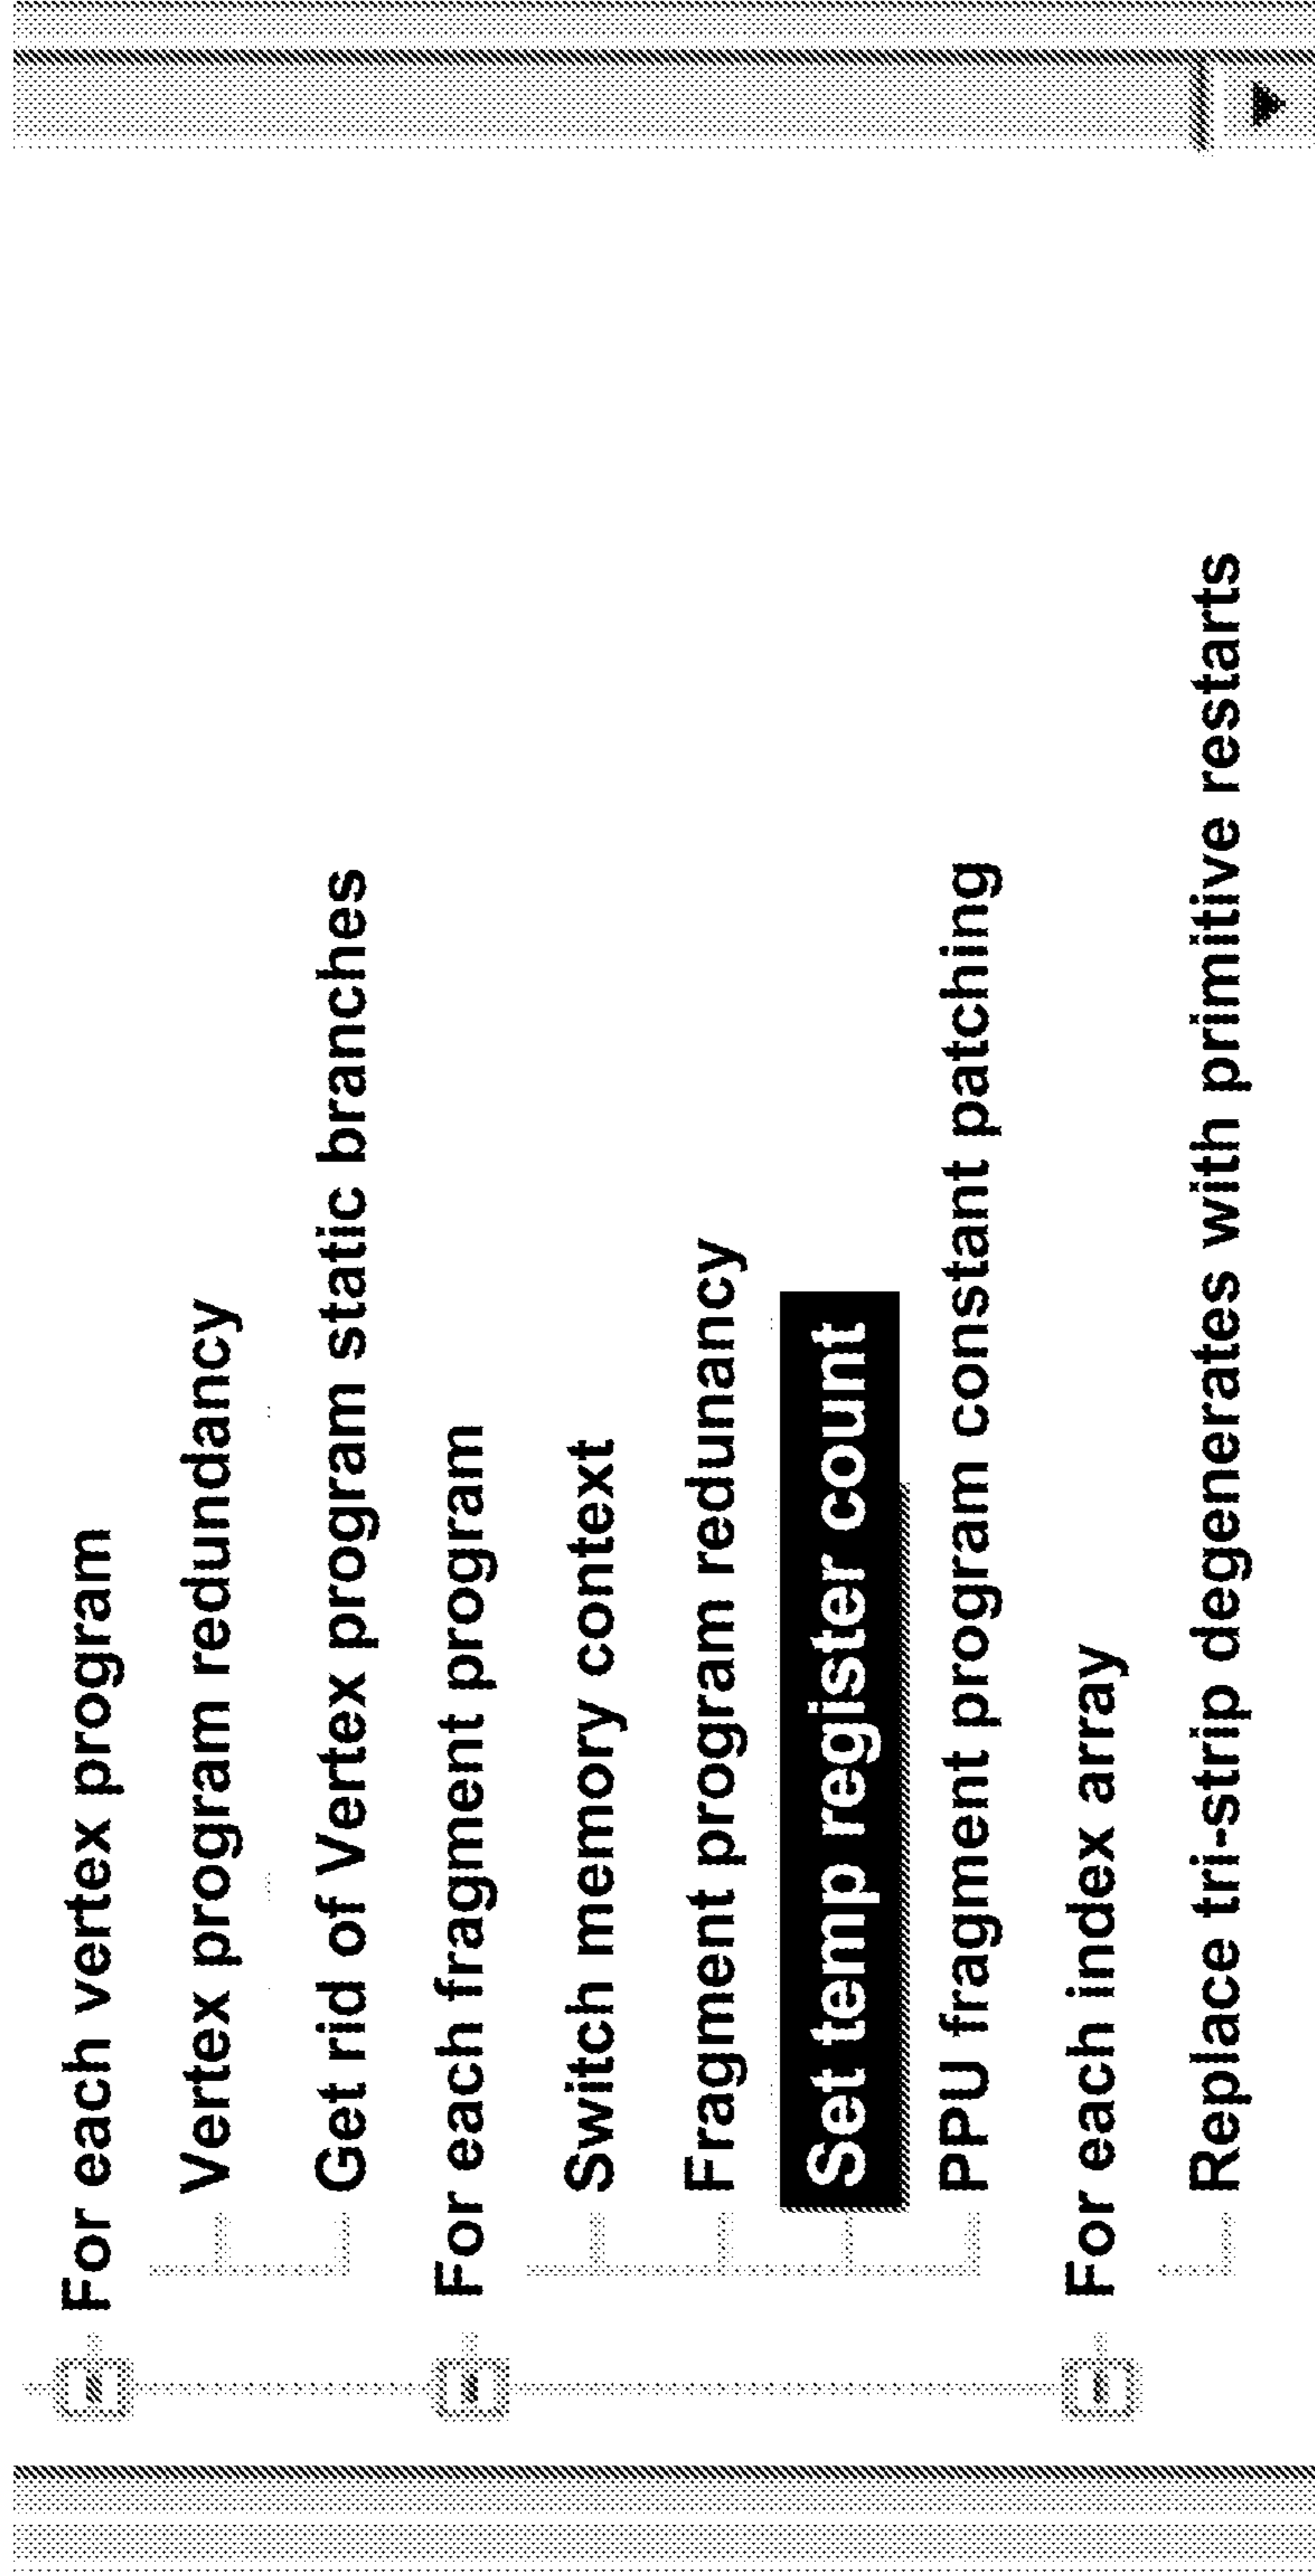 For each vertex program
Vertex program redundancy
Get rid of Vertex program static branches
For each fragment program
Switch memory context
Fragment program redunancy
Set temp register count
PPU fragment program constant patching
For each index array
Replace tri-strip degenerates with primitive restarts